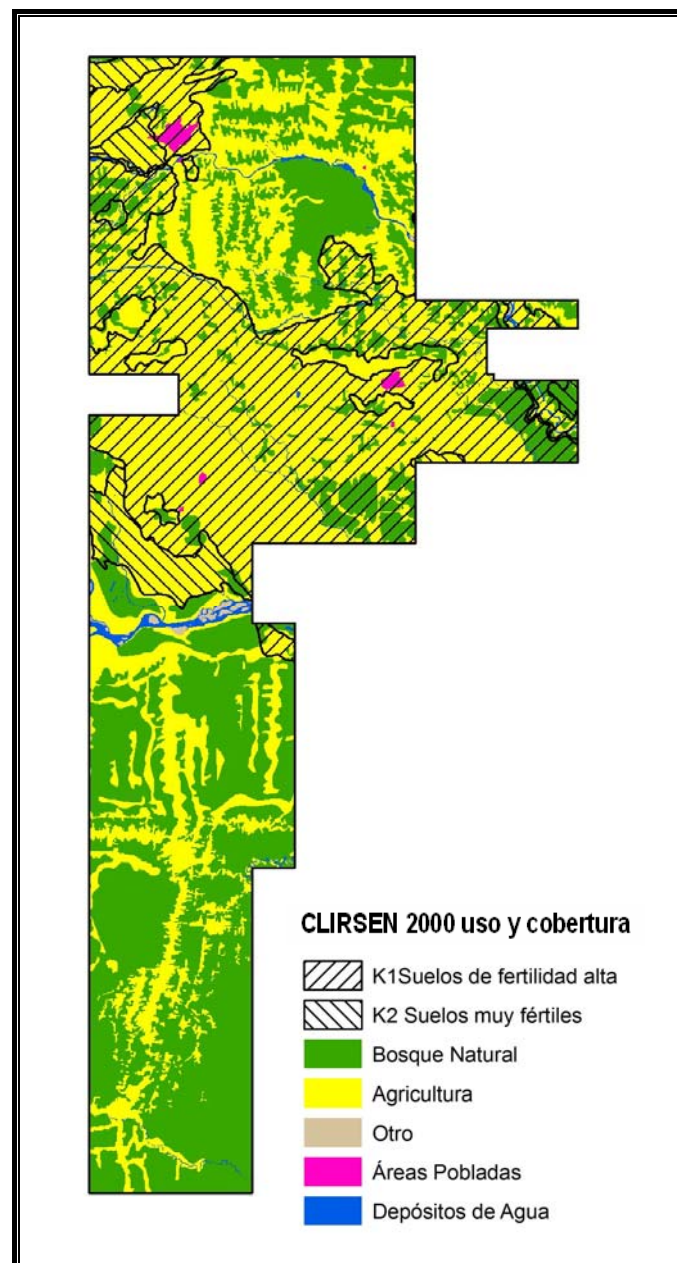 CLIRSEN 2000 uso y cobertura
K1Suelos de fertilidad alta
K2 Suelos muy fértiles
Bosque Natural
Agricultura
Otro
Áreas Pobladas
Depósitos de Agua